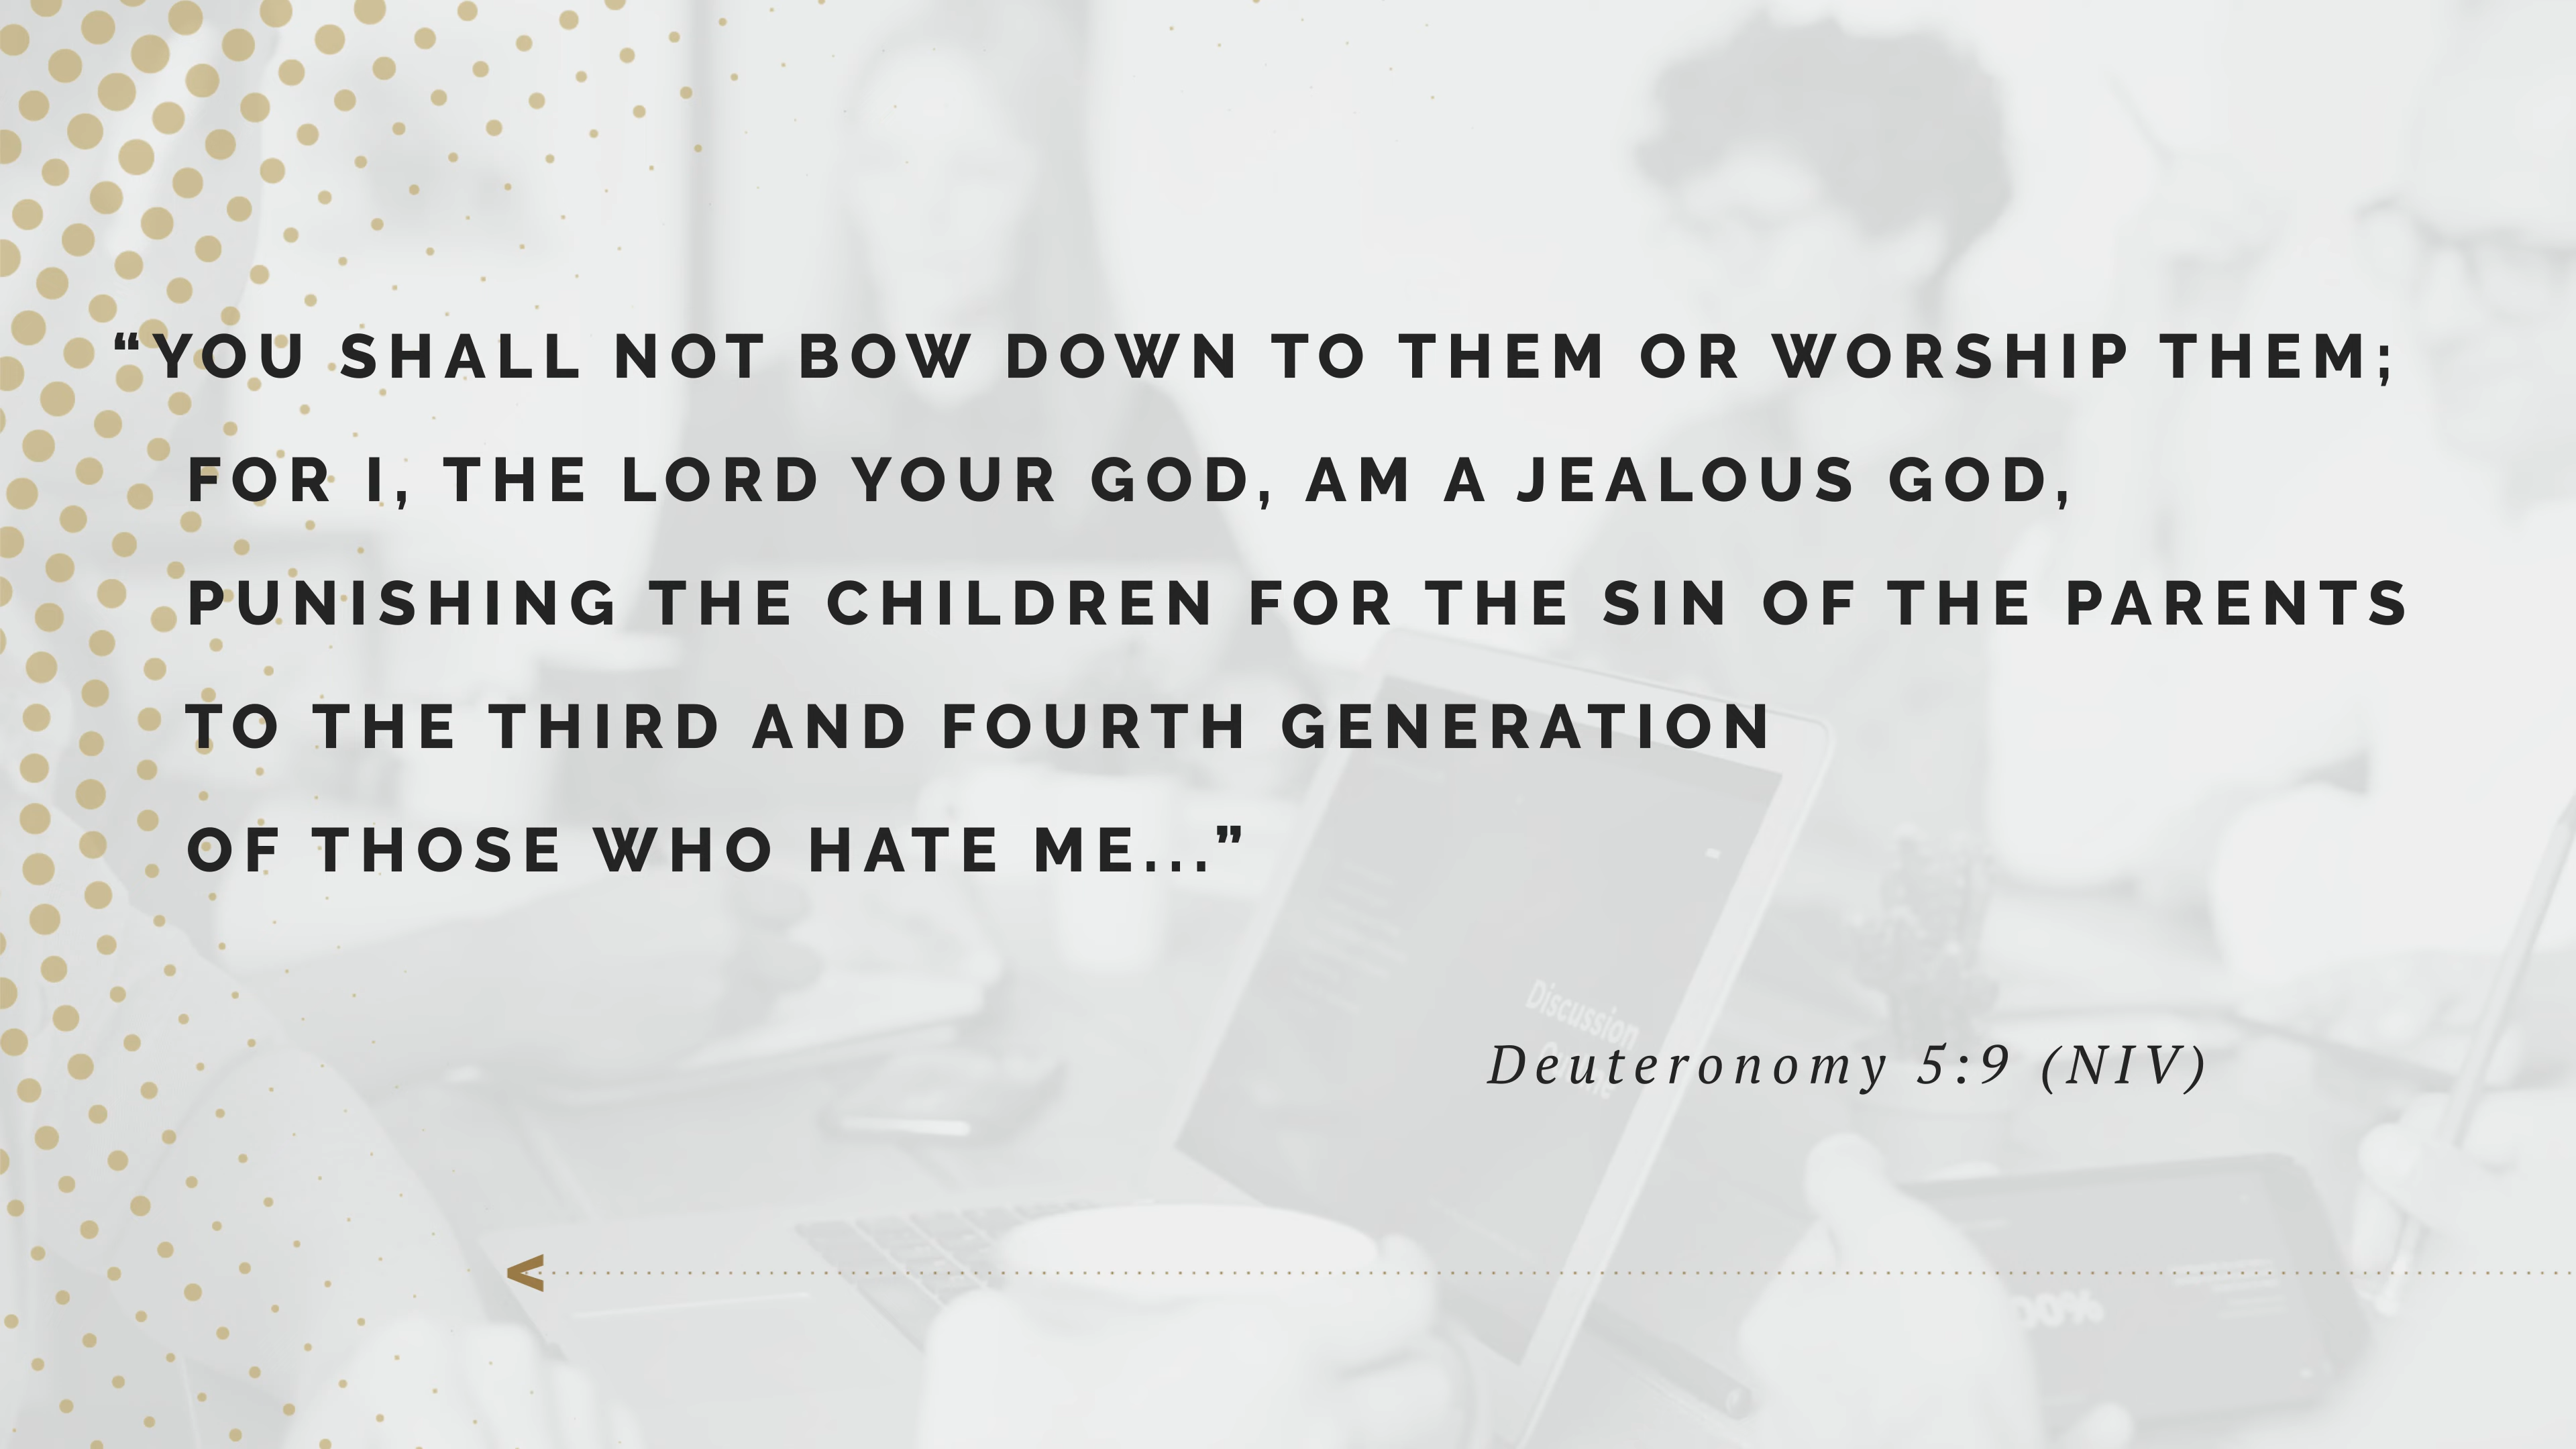 “YOU SHALL NOT BOW DOWN TO THEM OR WORSHIP THEM;
FOR I, THE LORD YOUR GOD, AM A JEALOUS GOD,
PUNISHING THE CHILDREN FOR THE SIN OF THE PARENTS
TO THE THIRD AND FOURTH GENERATION
OF THOSE WHO HATE ME...”
Discussion
Deuteronomy 5:9 (NIV)
00%